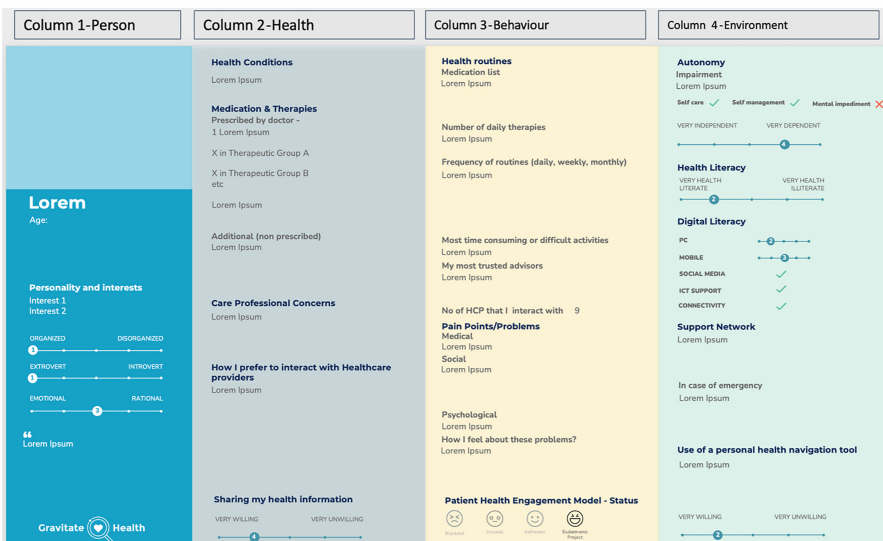 Column 1-Person
Lorem
Age:
Personality and interests
Interest 1
Interest 2
ORGANIZED DISORGANIZED
1
EXTROVERT INTROVERT
1
EMOTIONAL RATIONAL
3
“
Lorem Ipsum
Gravitate Health
Column 2-Health
Health Conditions
Lorem Ipsum
Medication & Therapies
Prescribed by doctor -
1 Lorem Ipsum
X in Therapeutic Group A
X in Therapeutic Group B
etc
Lorem Ipsum
Additional (non prescribed)
Lorem Ipsum
Care Professional Concerns
Lorem Ipsum
How I prefer to interact with Healthcare
providers
Lorem Ipsum
Sharing my health information
VERY WILLING VERY UNWILLING
4
Column 3-Behaviour
Health routines
Medication list
Lorem Ipsum
Number of daily therapies
Lorem Ipsum
Frequency of routines (daily, weekly, monthly)
Lorem Ipsum
Most time consuming or difficult activities
Lorem Ipsum
My most trusted advisors
Lorem Ipsum
No of HCP that I interact with 9
Pain Points/Problems
Medical
Lorem Ipsum
Social
Lorem Ipsum
Psychological
Lorem Ipsum
How I feel about these problems?
Lorem Ipsum
Patient Health Engagement Model - Status
Blackout Arousal Adhesion Eudaimonic
Project
Column 4-Environment
Autonomy
Impairment
Lorem Ipsum
Self care Self management Mental impediment
VERY INDEPENDENT VERY DEPENDENT
4
Health Literacy
VERY HEALTH VERY HEALTH
LITERATE ILLITERATE
2
Digital Literacy
PC 2
MOBILE 3
SOCIAL MEDIA
ICT SUPPORT
CONNECTIVITY
Support Network
Lorem Ipsum
In case of emergency
Lorem Ipsum
Use of a personal health navigation tool
Lorem Ipsum
VERY WILLING VERY UNWILLING
2